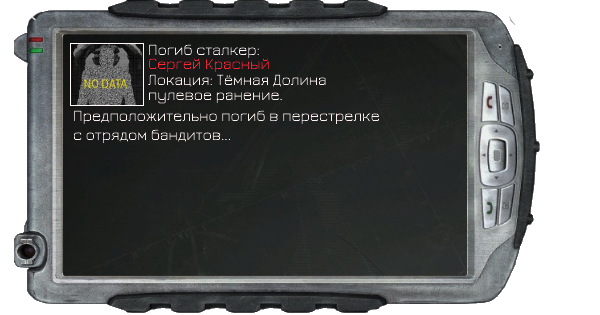 Погиб сталкер:
Сергей Красный
NO DATA
Локация: Тёмная Долина
пулевое ранение.
Предположительно погиб в перестрелке
с отрядом бандитов...